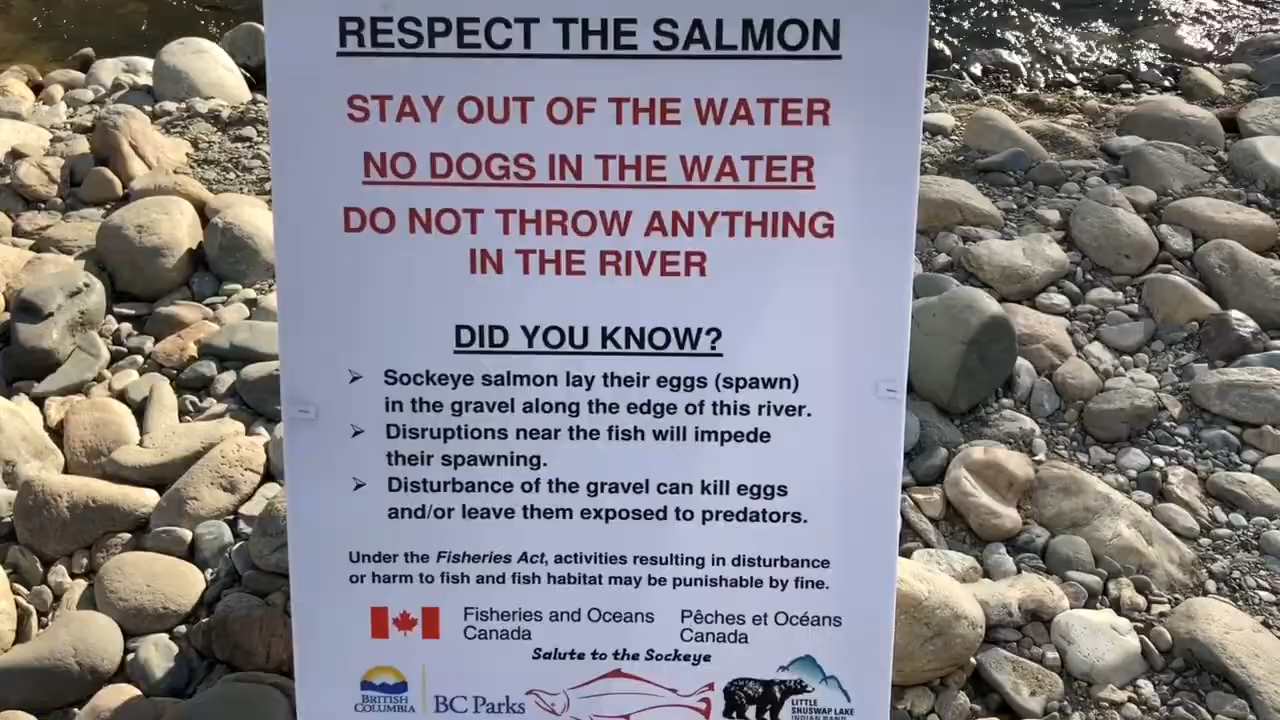 RESPECT THE SALMON
STAY OUT OF THE WATER
NO DOGS IN THE WATER
DO NOT THROW ANYTHING
IN THE RIVER
DID YOU KNOW?
➢ Sockeye salmon lay their eggs (spawn)
in the gravel along the edge of this river.
➢ Disruptions near the fish will impede
their spawning.
➢ Disturbance of the gravel can kill eggs
and/or leave them exposed to predators.
Under the Fisheries Act, activities resulting in disturbance
or harm to fish and fish habitat may be punishable by fine.
Fisheries and Oceans
Canada
Pêches et Océans
Canada
Salute to the Sockeye
BRITISH
COLUMBIA
BC Parks
LITTLE
SHUSWAP LAKE
INDIAN BAND